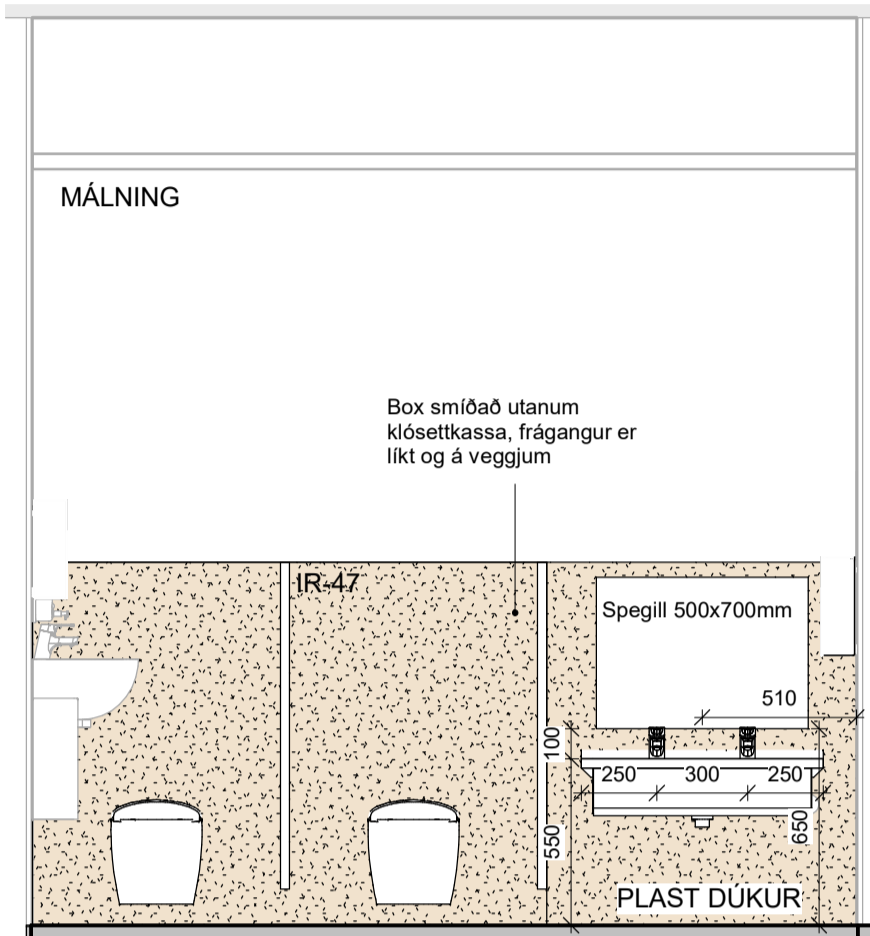 MÁLNING
Box smíðað utanum
klósettkassa, frágangur er
líkt og á veggjum
IR-47
Spegill 500x700mm
510
100
250 300 250
550
650
PLAST DÚKUR